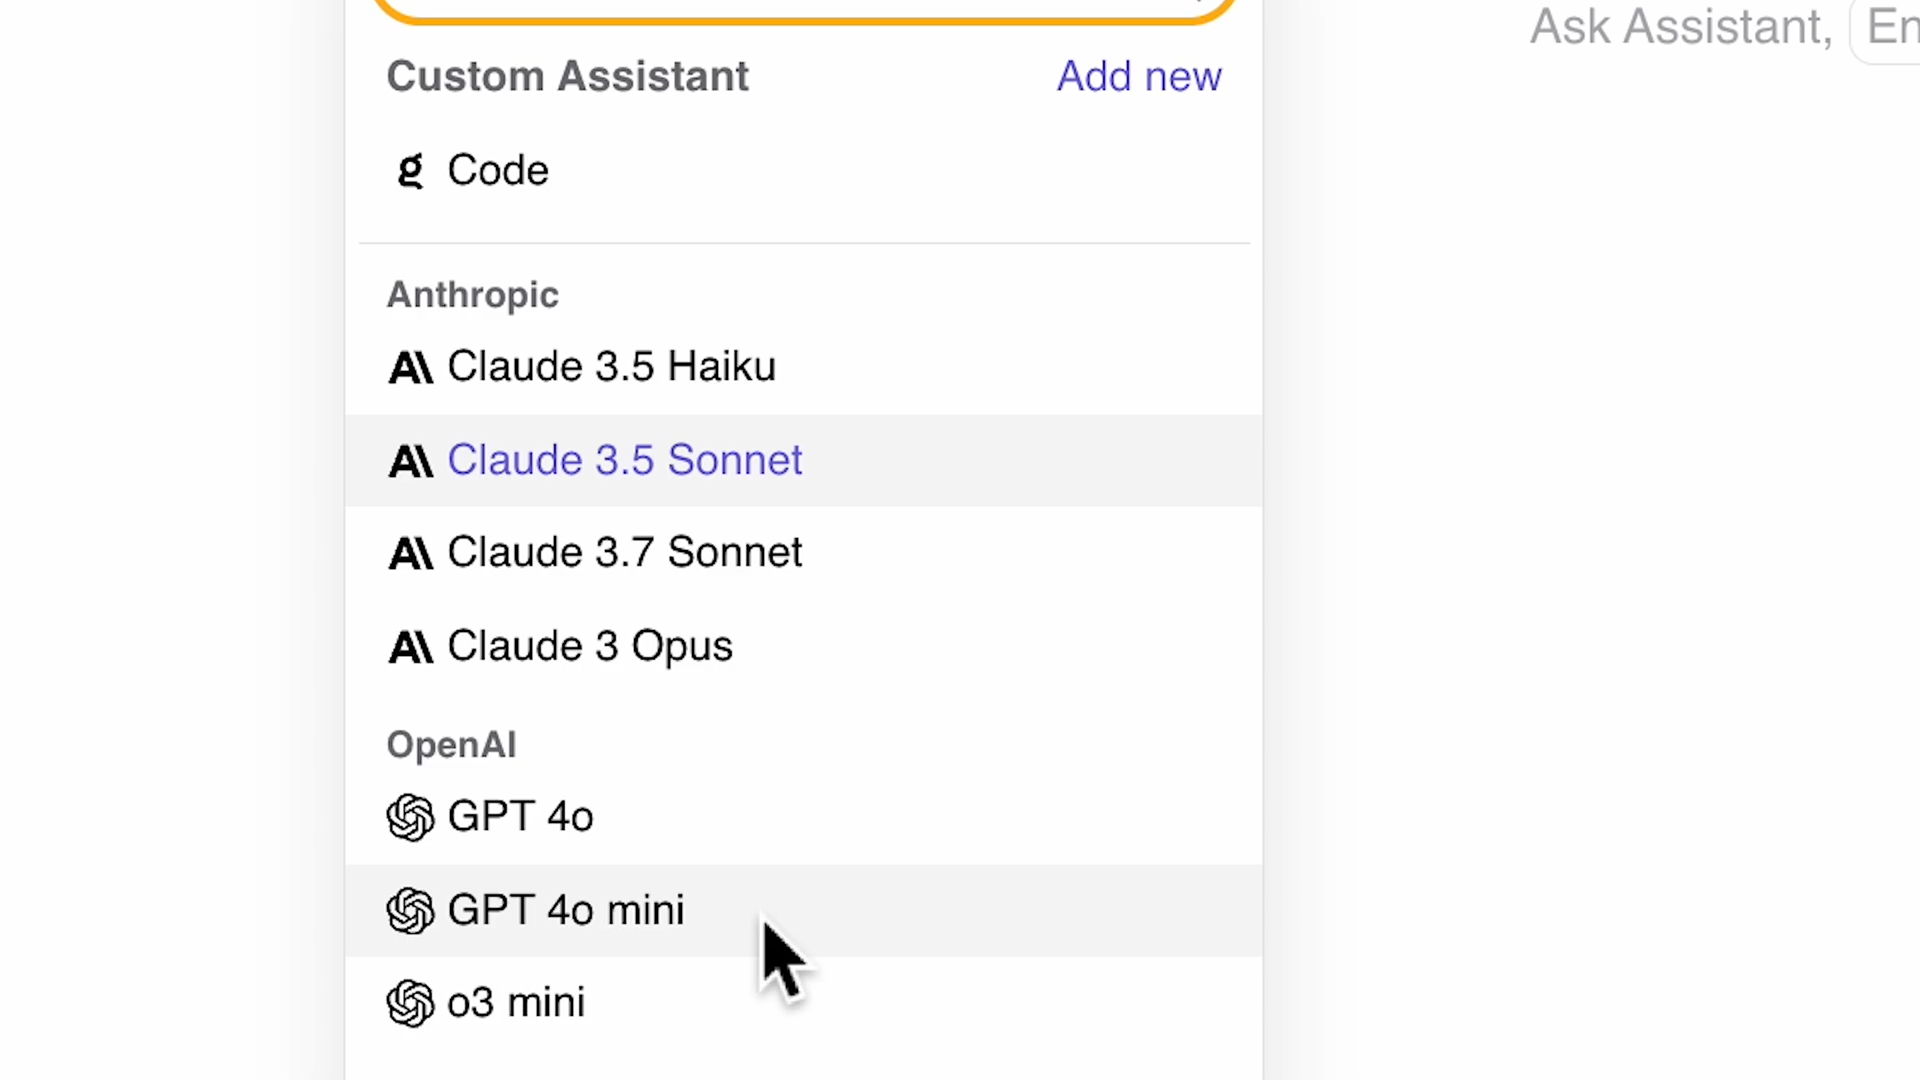 Ask Assistant,
Custom Assistant
Add new
Code
Anthropic
Claude 3.5 Haiku
Claude 3.5 Sonnet
Claude 3.7 Sonnet
Claude 3 Opus
OpenAI
GPT 4o
GPT 4o mini
o3 mini